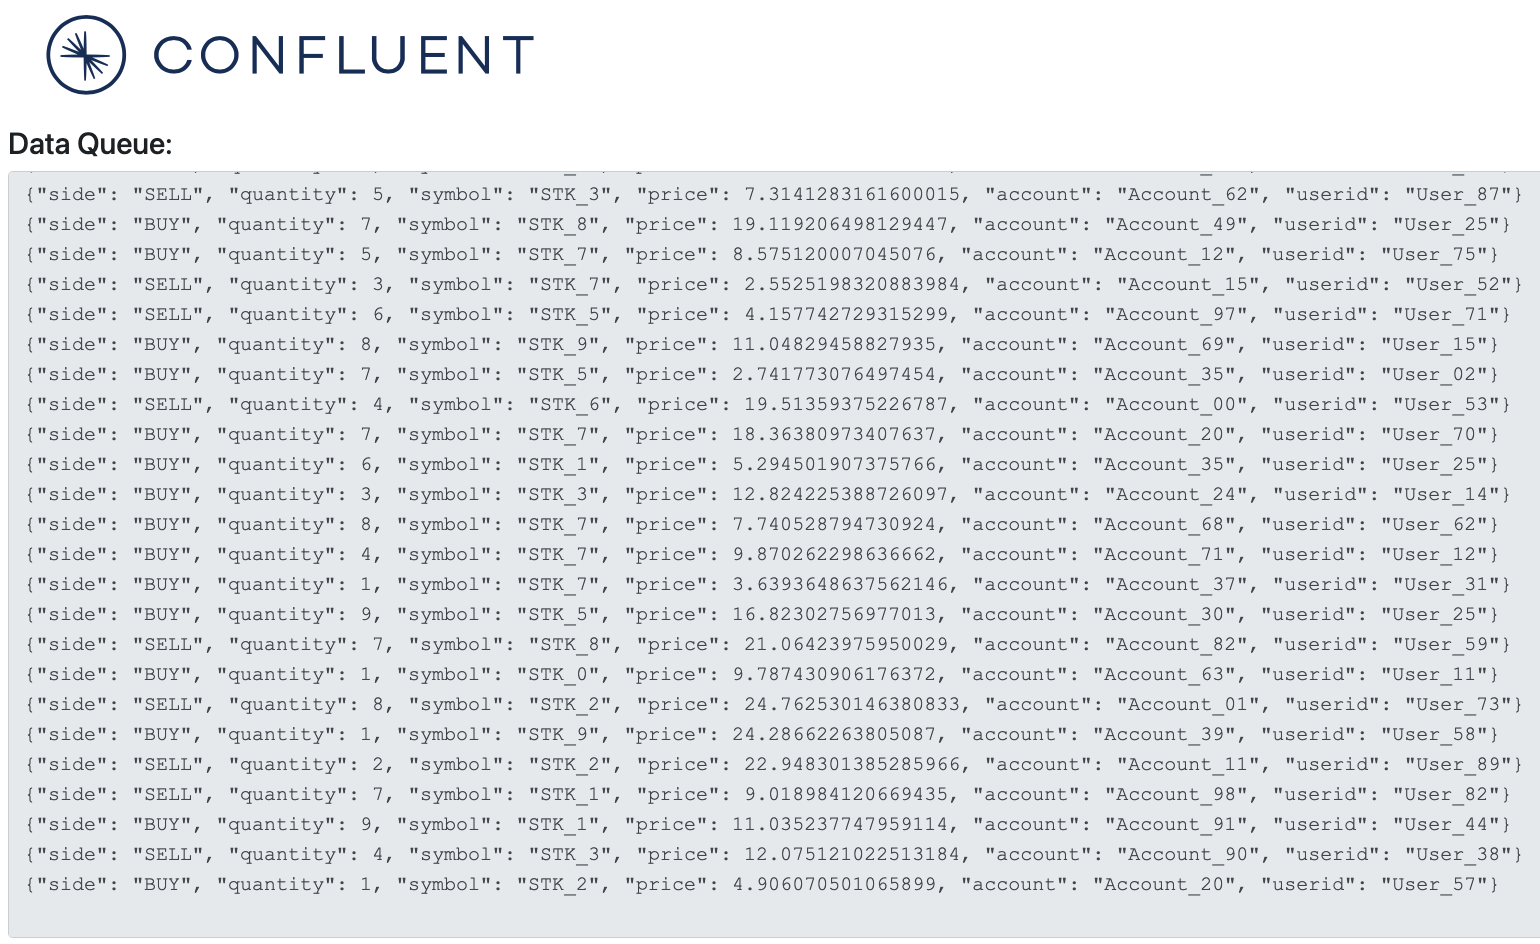 CONFLUENT
Data Queue:
{"side": "SELL", "quantity": 5, "symbol": "STK_3", "price": 7.3141283161600015, "account": "Account_62", "userid": "User_87"}
{"side": "BUY", "quantity": 7, "symbol": "STK_8", "price": 19.119206498129447, "account": "Account_49", "userid": "User_25"}
{"side": "BUY", "quantity": 5, "symbol": "STK_7", "price": 8.575120007045076, "account": "Account_12", "userid": "User_75"}
{"side": "SELL", "quantity": 3, "symbol": "STK_7", "price": 2.5525198320883984, "account": "Account_15", "userid": "User_52"}
{"side": "SELL", "quantity": 6, "symbol": "STK_5", "price": 4.157742729315299, "account": "Account_97", "userid": "User_71"}
{"side": "BUY", "quantity": 8, "symbol": "STK_9", "price": 11.04829458827935, "account": "Account_69", "userid": "User_15"}
{"side": "BUY", "quantity": 7, "symbol": "STK_5", "price": 2.741773076497454, "account": "Account_35", "userid": "User_02"}
{"side": "SELL", "quantity": 4, "symbol": "STK_6", "price": 19.51359375226787, "account": "Account_00", "userid": "User_53"}
{"side": "BUY", "quantity": 7, "symbol": "STK_7", "price": 18.36380973407637, "account": "Account_20", "userid": "User_70"}
{"side": "BUY", "quantity": 6, "symbol": "STK_1", "price": 5.294501907375766, "account": "Account_35", "userid": "User_25"}
{"side": "BUY", "quantity": 3, "symbol": "STK_3", "price": 12.824225388726097, "account": "Account_24", "userid": "User_14"}
{"side": "BUY", "quantity": 8, "symbol": "STK_7", "price": 7.740528794730924, "account": "Account_68", "userid": "User_62"}
{"side": "BUY", "quantity": 4, "symbol": "STK_7", "price": 9.870262298636662, "account": "Account_71", "userid": "User_12"}
{"side": "BUY", "quantity": 1, "symbol": "STK_7", "price": 3.6393648637562146, "account": "Account_37", "userid": "User_31"}
{"side": "BUY", "quantity": 9, "symbol": "STK_5", "price": 16.82302756977013, "account": "Account_30", "userid": "User_25"}
{"side": "SELL", "quantity": 7, "symbol": "STK_8", "price": 21.06423975950029, "account": "Account_82", "userid": "User_59"}
{"side": "BUY", "quantity": 1, "symbol": "STK_0", "price": 9.787430906176372, "account": "Account_63", "userid": "User_11"}
{"side": "SELL", "quantity": 8, "symbol": "STK_2", "price": 24.762530146380833, "account": "Account_01", "userid": "User_73"}
{"side": "BUY", "quantity": 1, "symbol": "STK_9", "price": 24.28662263805087, "account": "Account_39", "userid": "User_58"}
{"side": "SELL", "quantity": 2, "symbol": "STK_2", "price": 22.948301385285966, "account": "Account_11", "userid": "User_89"}
{"side": "SELL", "quantity": 7, "symbol": "STK_1", "price": 9.018984120669435, "account": "Account_98", "userid": "User_82"}
{"side": "BUY", "quantity": 9, "symbol": "STK_1", "price": 11.035237747959114, "account": "Account_91", "userid": "User_44"}
{"side": "SELL", "quantity": 4, "symbol": "STK_3", "price": 12.075121022513184, "account": "Account_90", "userid": "User_38"}
{"side": "BUY", "quantity": 1, "symbol": "STK_2", "price": 4.906070501065899, "account": "Account_20", "userid": "User_57"}